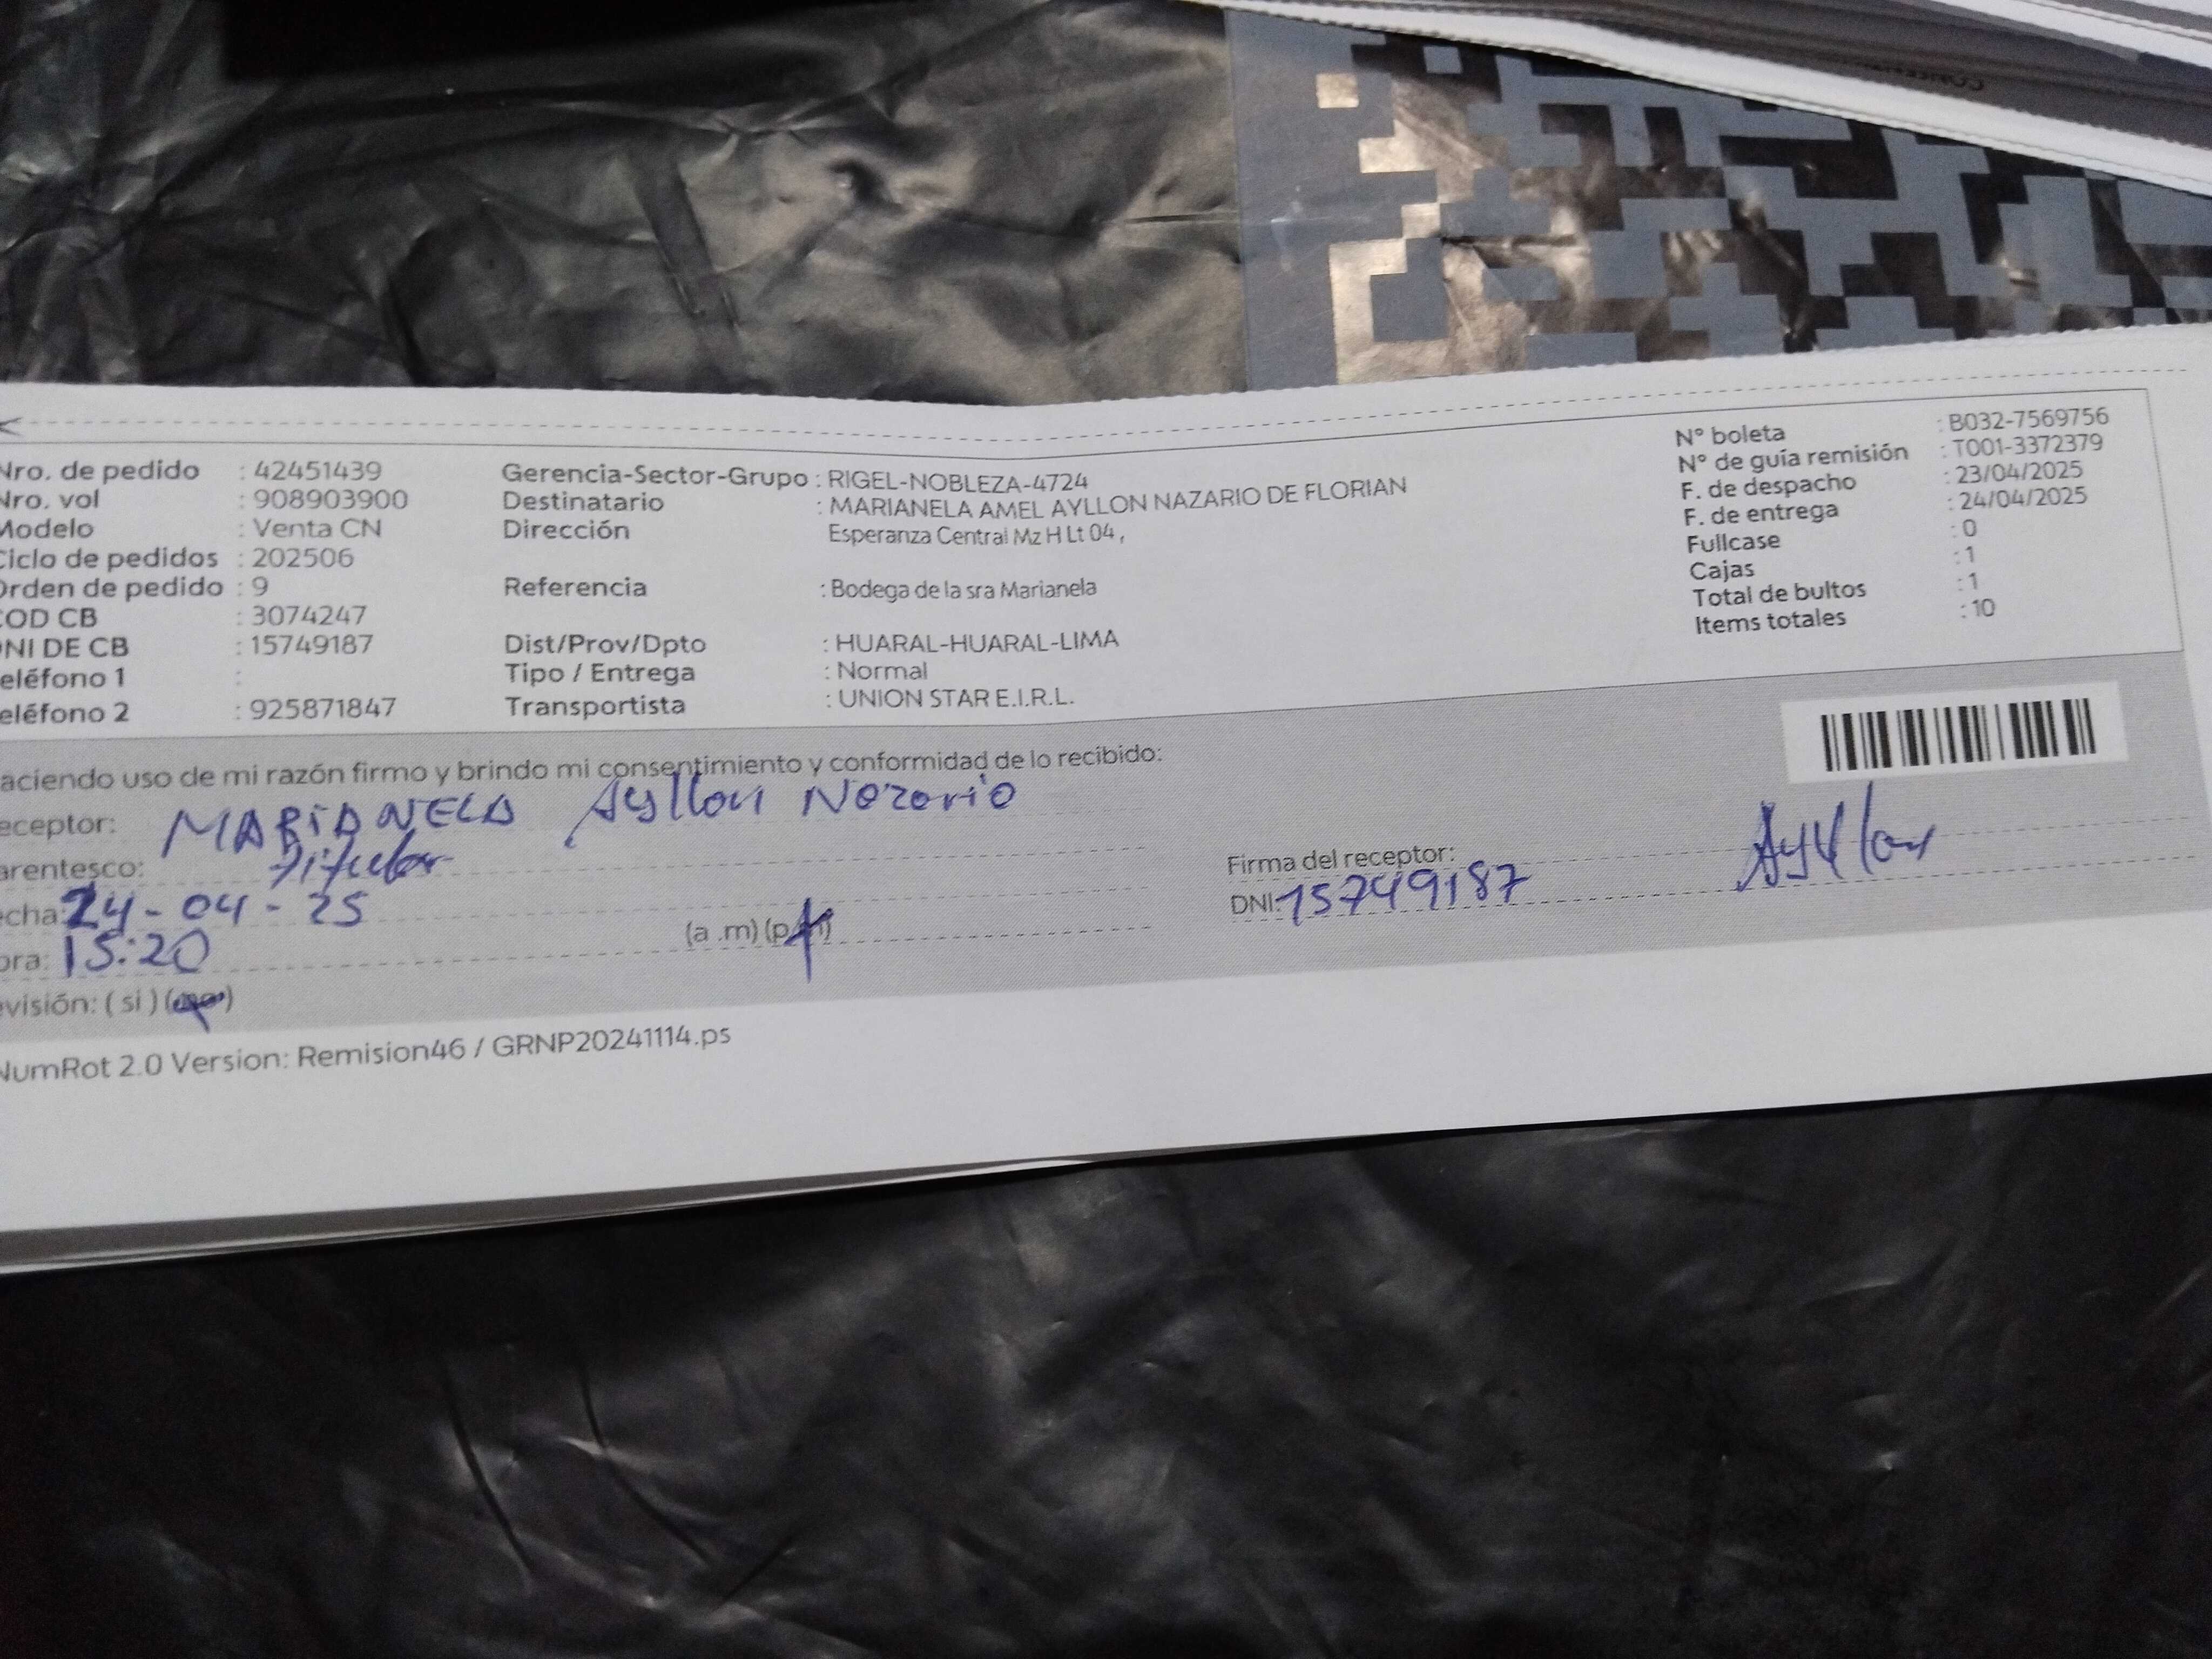 Nro. de pedido : 42451439 Gerencia-Sector-Grupo : RIGEL-NOBLEZA-4724 N° boleta : B032-7569756
Nro. vol : 908903900 Destinatario : MARIANELA AMEL AYLLON NAZARIO DE FLORIAN N° de guía remisión : T001-3372379
Modelo : Venta CN Dirección Esperanza Central Mz H Lt 04 , F. de despacho : 23/04/2025
Ciclo de pedidos : 202506 F. de entrega : 24/04/2025
Orden de pedido : 9 Referencia : Bodega de la sra Marianela Fullcase : 0
COD CB : 3074247 Cajas : 1
DNI DE CB : 15749187 Dist/Prov/Dpto : HUARAL-HUARAL-LIMA Total de bultos : 1
eléfono 1 : Tipo / Entrega : Normal Items totales : 10
eléfono 2 : 925871847 Transportista : UNION STAR E.I.R.L.
aciendo uso de mi razón firmo y brindo mi consentimiento y conformidad de lo recibido:
eceptor: MARIANELA Ayllon Nazario
arentesco: Titular Firma del receptor: Ayllon
echa: 24-04-25 DNI: 15749187
ora: 15:20 (a .m) (p.m)
evisión: ( si ) (no)
NumRot 2.0 Version: Remision46 / GRNP20241114.ps